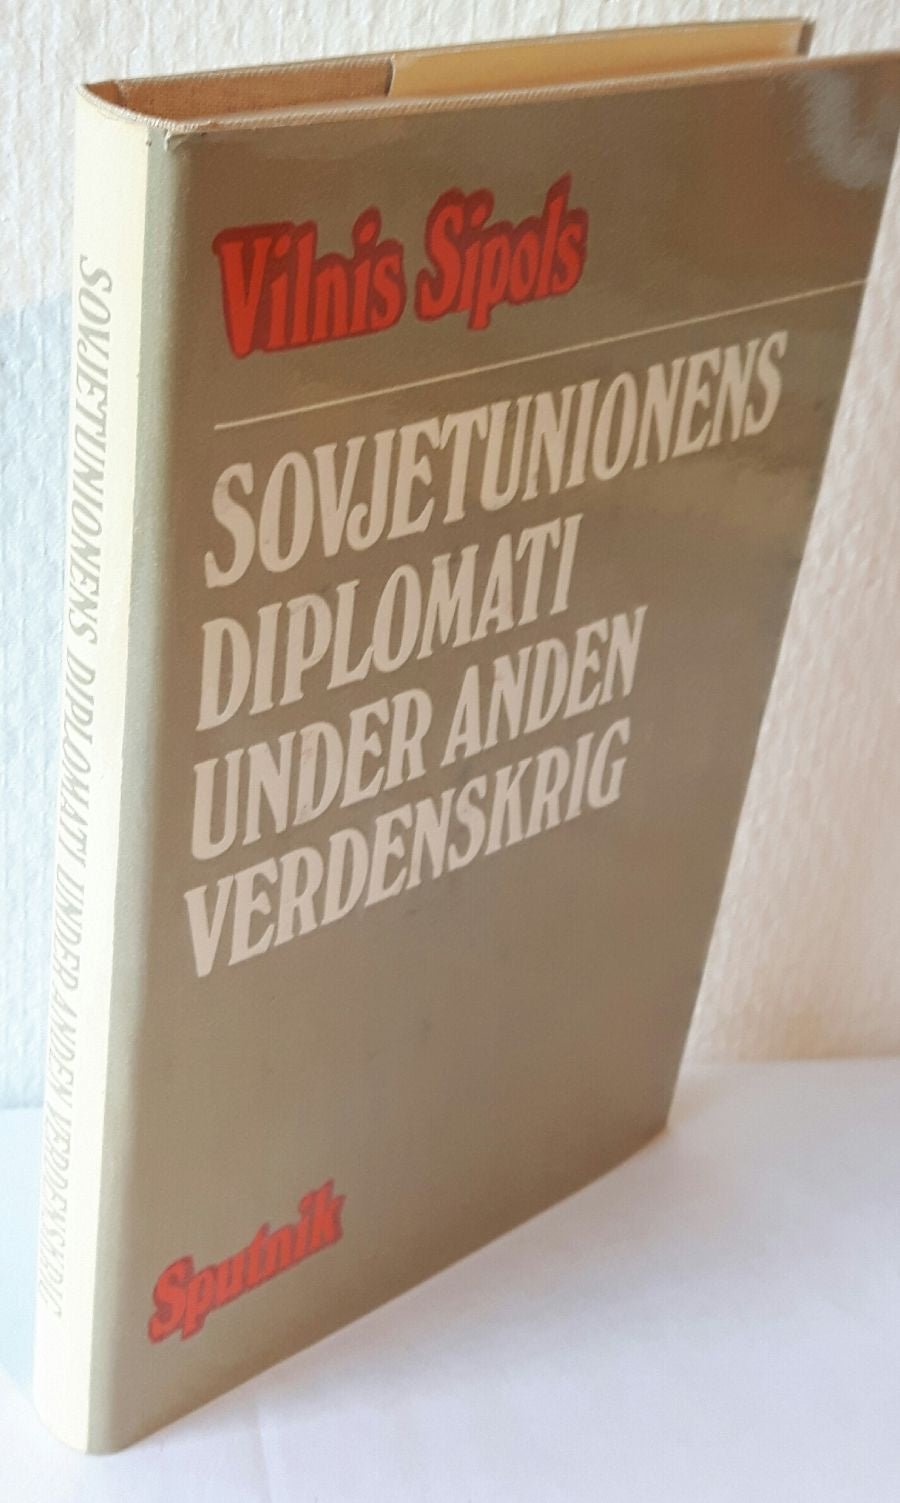 Vilnis Sipols
SOVJETUNIONENS
DIPLOMATI
UNDER ANDEN
VERDENSKRIG
Sputnik
SOVJETUNIONENS DIPLOMATI UNDER ANDEN VERDENSKRIG